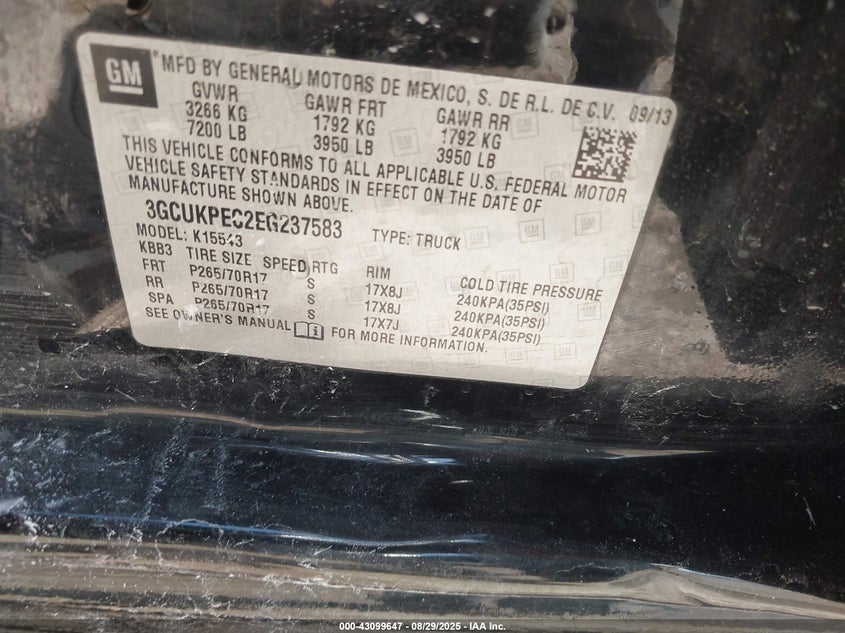 GM
*MFD BY GENERAL MOTORS DE MEXICO, S. DE R.L. DE C.V. 09/13
GVWR GAWR FRT GAWR RR
3266 KG 1792 KG 1792 KG
7200 LB 3950 LB 3950 LB
THIS VEHICLE CONFORMS TO ALL APPLICABLE U.S. FEDERAL MOTOR
VEHICLE SAFETY STANDARDS IN EFFECT ON THE DATE OF
MANUFACTURE SHOWN ABOVE.
3GCUKPEC2EG237583 TYPE: TRUCK
MODEL: K15543
KBB3 TIRE SIZE SPEED RTG RIM COLD TIRE PRESSURE
FRT P265/70R17 S 17X8J 240KPA(35PSI)
RR P265/70R17 S 17X8J 240KPA(35PSI)
SPA P265/70R17 S 17X7J 240KPA(35PSI)
SEE OWNER'S MANUAL FOR MORE INFORMATION.
000-43099647 - 08/29/2025 - IAA Inc.